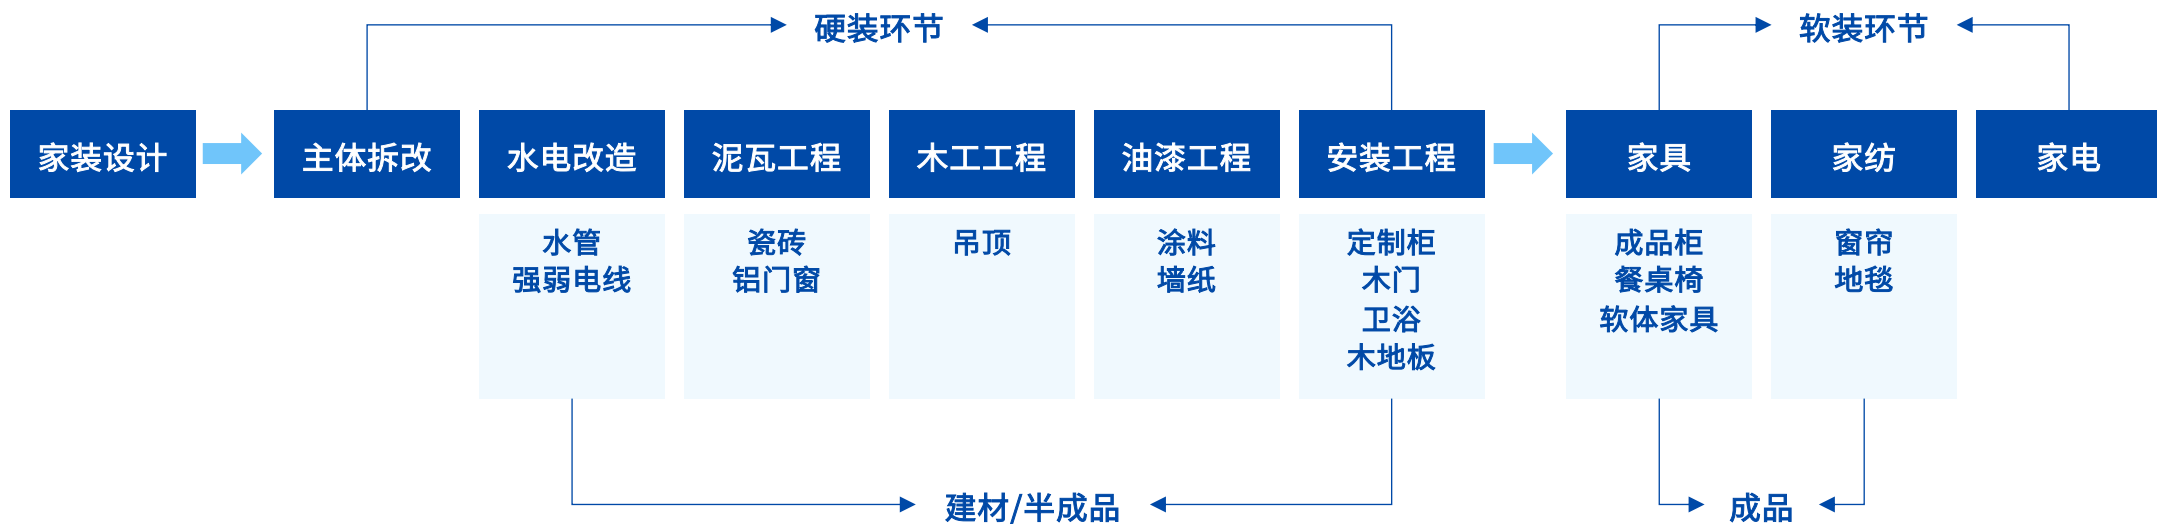 硬装环节
软装环节
家装设计
主体拆改
水电改造
泥瓦工程
木工工程
油漆工程
安装工程
家具
家纺
家电
水管
强弱电线
瓷砖
铝门窗
吊顶
涂料
墙纸
定制柜
木门
卫浴
木地板
成品柜
餐桌椅
软体家具
窗帘
地毯
建材/半成品
成品